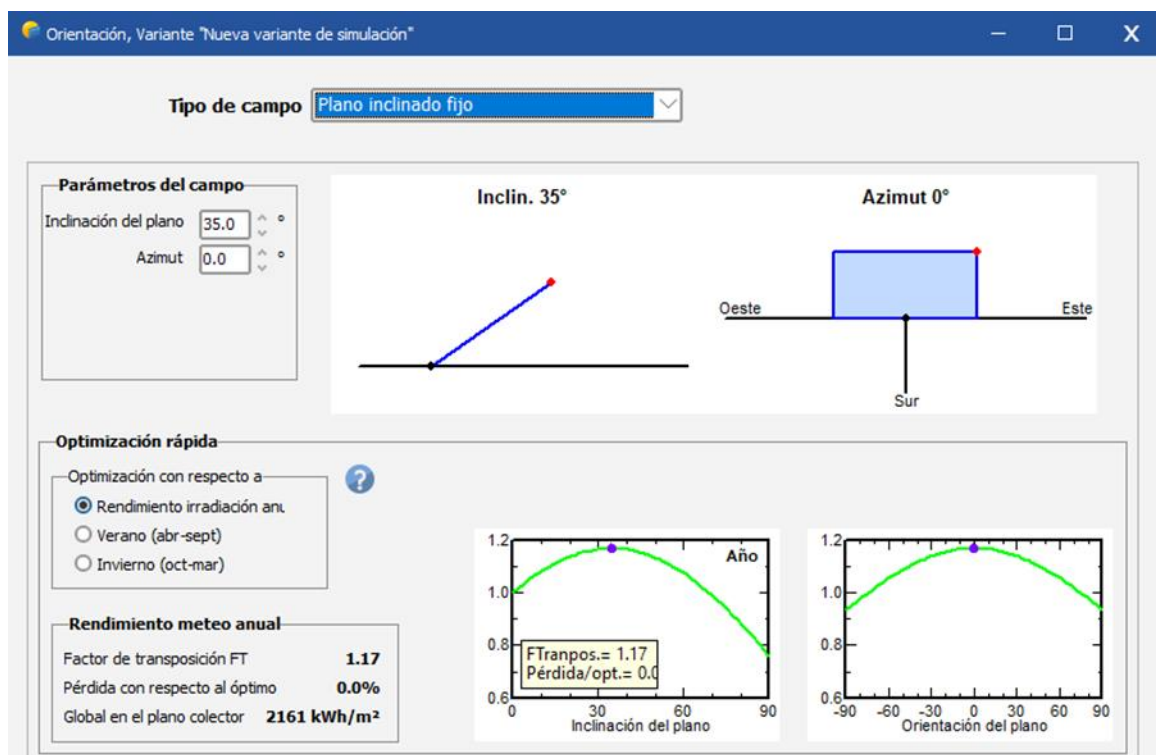 Orientación, Variante "Nueva variante de simulación"
Tipo de campo Plano inclinado fijo
Parámetros del campo
Inclinación del plano 35.0 °
Azimut 0.0 °
Inclin. 35°
Azimut 0°
Oeste
Este
Sur
Optimización rápida
Optimización con respecto a
Rendimiento irradiación anu
Verano (abr-sept)
Invierno (oct-mar)
?
Rendimiento meteo anual
Factor de transposición FT 1.17
Pérdida con respecto al óptimo 0.0%
Global en el plano colector 2161 kWh/m²
1.2
1.0
0.8
0.6
Año
FTranpos.= 1.17
Pérdida/opt.= 0.0
0 30 60 90
Inclinación del plano
1.2
1.0
0.8
0.6
-90 -60 -30 0 30 60 90
Orientación del plano